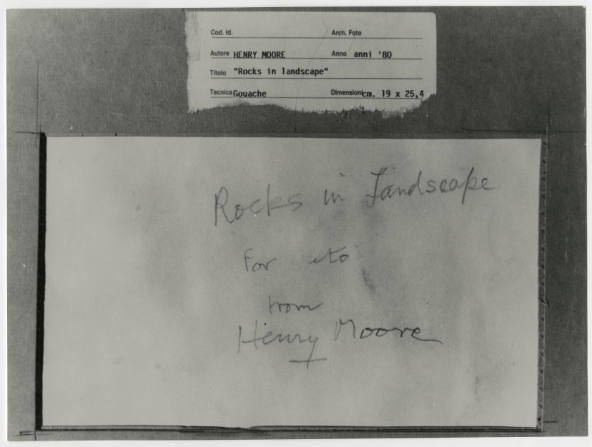 Cod. Id. Arch. Foto
Autore HENRY MOORE Anno anni '80
Titolo "Rocks in landscape"
Tecnica Gouache Dimensioni cm. 19 x 25,4
Rocks in Landscape
For
from
Henry Moore